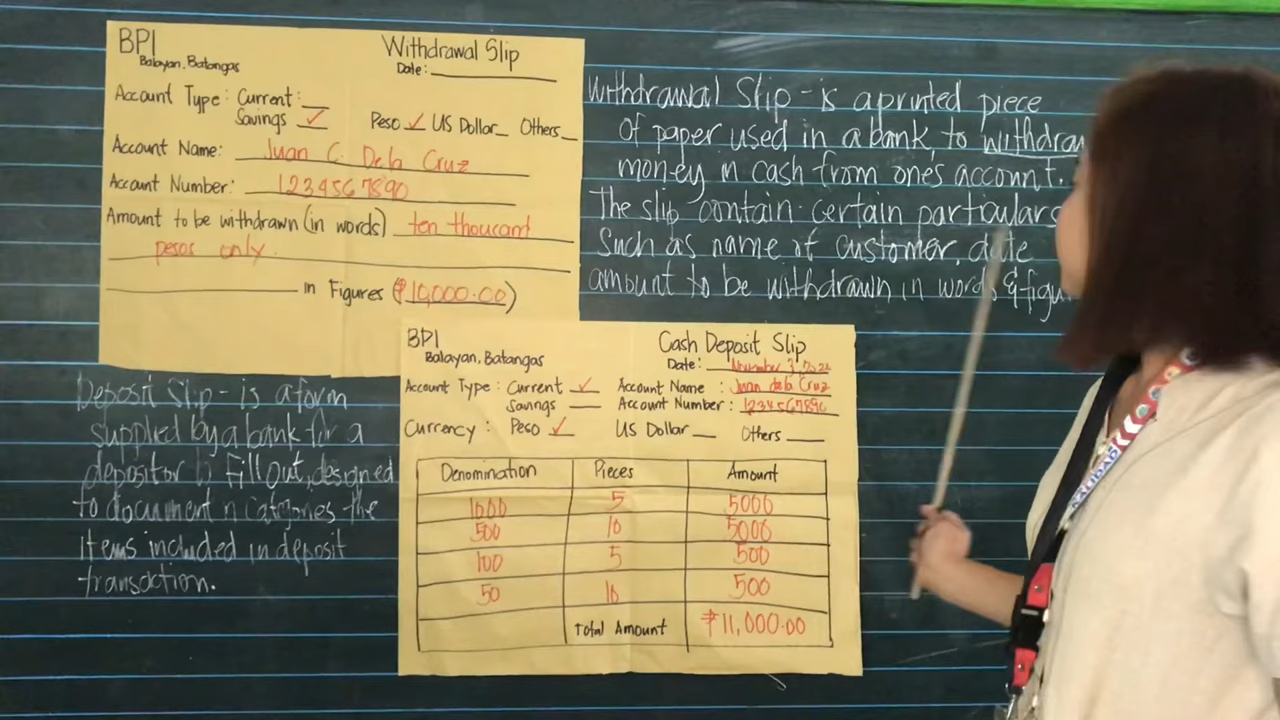 BPI
Balayan, Batangas
Withdrawal Slip
Date:
Account Type: Current:
Savings ✓
Peso ✓ US Dollar Others
Account Name: Juan C. Dela Cruz
Account Number: 1234567890
Amount to be withdrawn (in words) ten thousand
pesos only.
in Figures (₱10,000.00)
Withdrawal Slip - is a printed piece
of paper used in a bank to withdraw
money in cash from one's account.
The slip contain certain particulars
Such as name of customer, date
amount to be withdrawn in words &
Deposit Slip - is a form
supplied by a bank for a
depositor to fill out, designed
to document n categories the
items included in deposit
transaction.
BPI
Balayan, Batangas
Cash Deposit Slip
Date: November 3,
Account Type: Current ✓ Account Name: Juan dela Cruz
Savings Account Number: 1234567890
Currency: Peso ✓ US Dollar Others
Denomination Pieces Amount
1000 5 5000
500 10 5000
100 5 500
50 10 500
Total Amount ₱11,000.00